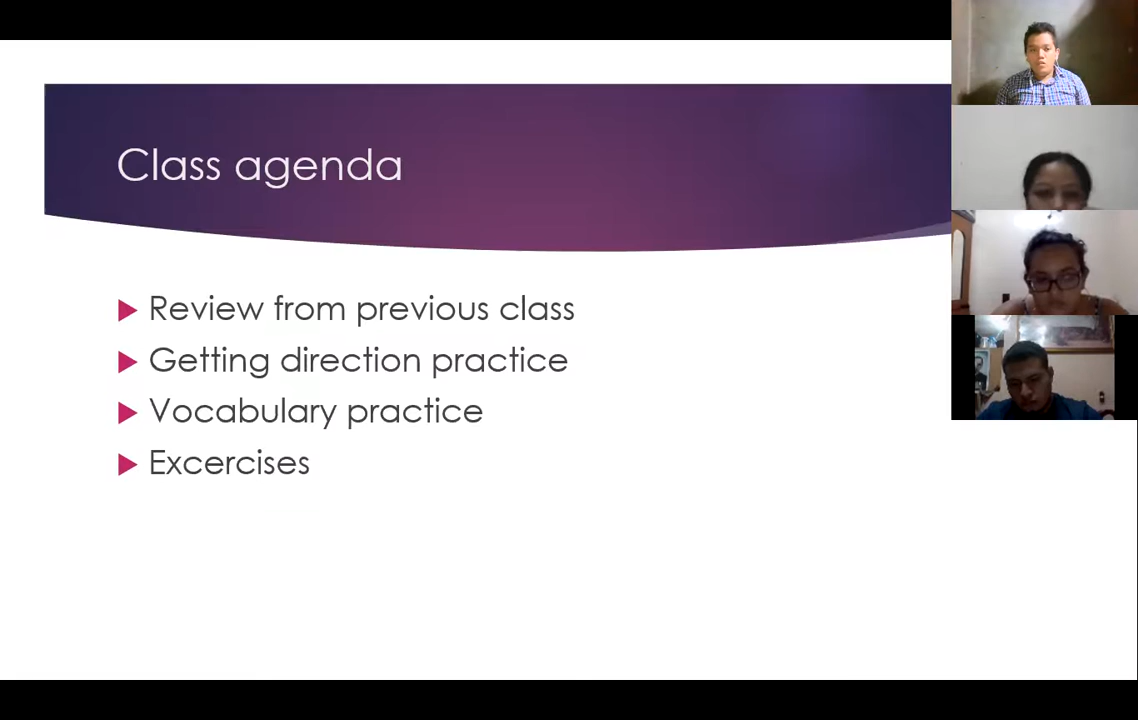 Class agenda
Review from previous class
Getting direction practice
Vocabulary practice
Excercises